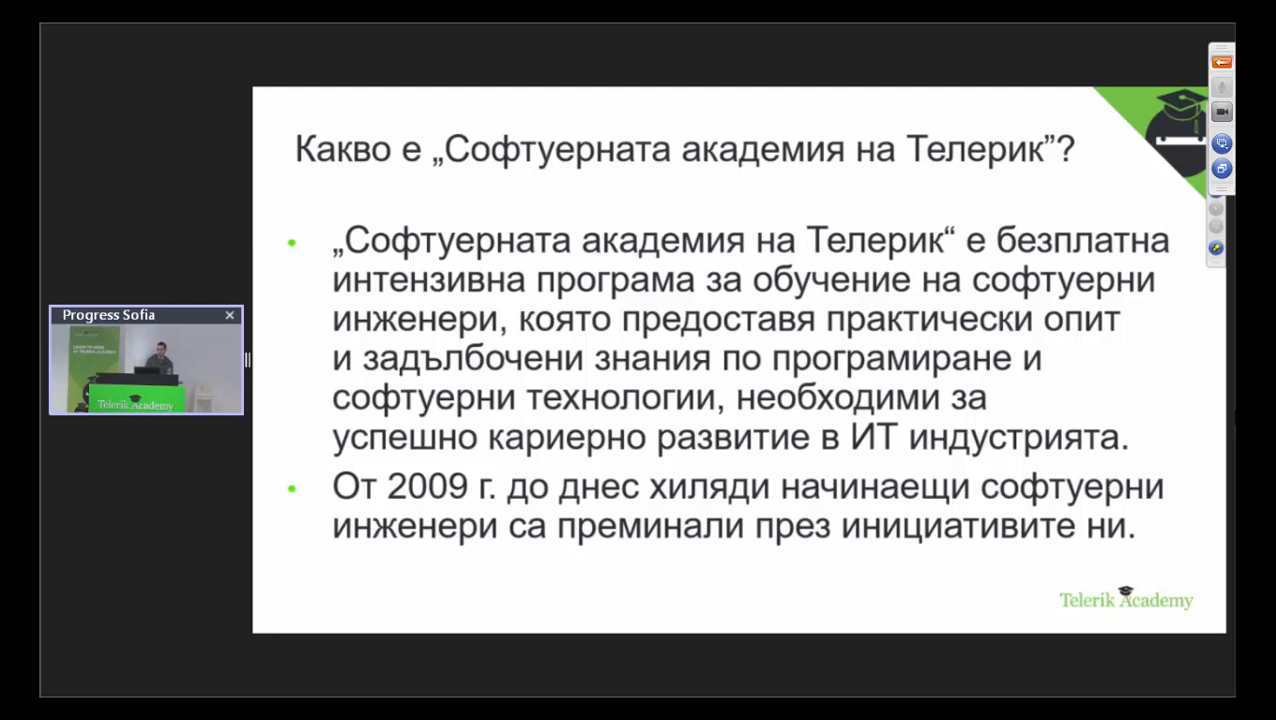 Какво е „Софтуерната академия на Телерик”?
„Софтуерната академия на Телерик“ е безплатна
интензивна програма за обучение на софтуерни
инженери, която предоставя практически опит
и задълбочени знания по програмиране и
софтуерни технологии, необходими за
успешно кариерно развитие в ИТ индустрията.
От 2009 г. до днес хиляди начинаещи софтуерни
инженери са преминали през инициативите ни.
Telerik Academy
Progress Sofia
Telerik Academy